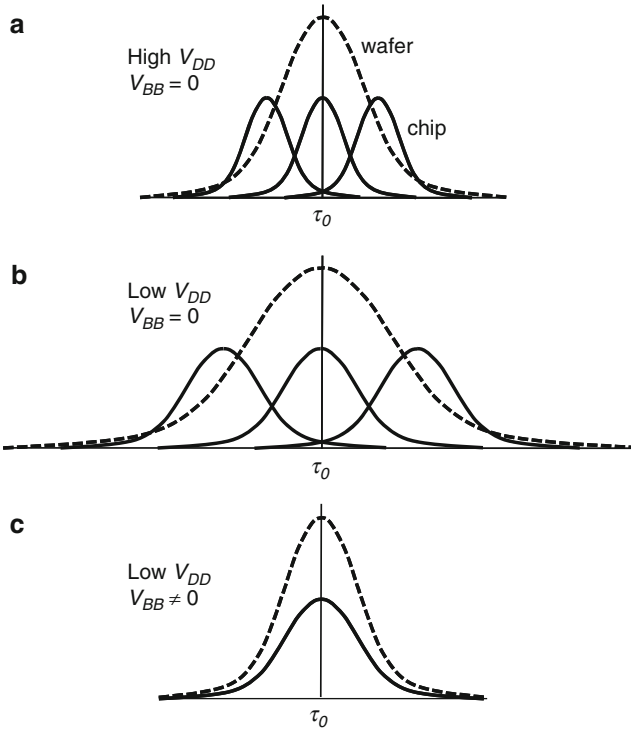 a
High V_DD
V_BB = 0
wafer
chip
τ_0
b
Low V_DD
V_BB = 0
τ_0
c
Low V_DD
V_BB ≠ 0
τ_0